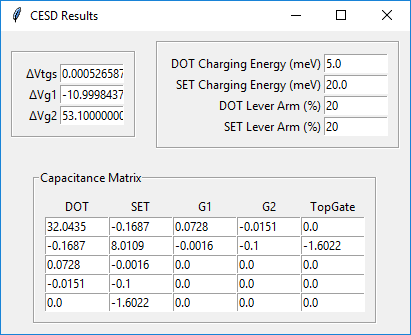 CESD Results
ΔVtgs 0.000526587
ΔVg1 -10.9998437
ΔVg2 53.10000000
DOT Charging Energy (meV) 5.0
SET Charging Energy (meV) 20.0
DOT Lever Arm (%) 20
SET Lever Arm (%) 20
Capacitance Matrix
DOT SET G1 G2 TopGate
32.0435 -0.1687 0.0728 -0.0151 0.0
-0.1687 8.0109 -0.0016 -0.1 -1.6022
0.0728 -0.0016 0.0 0.0 0.0
-0.0151 -0.1 0.0 0.0 0.0
0.0 -1.6022 0.0 0.0 0.0